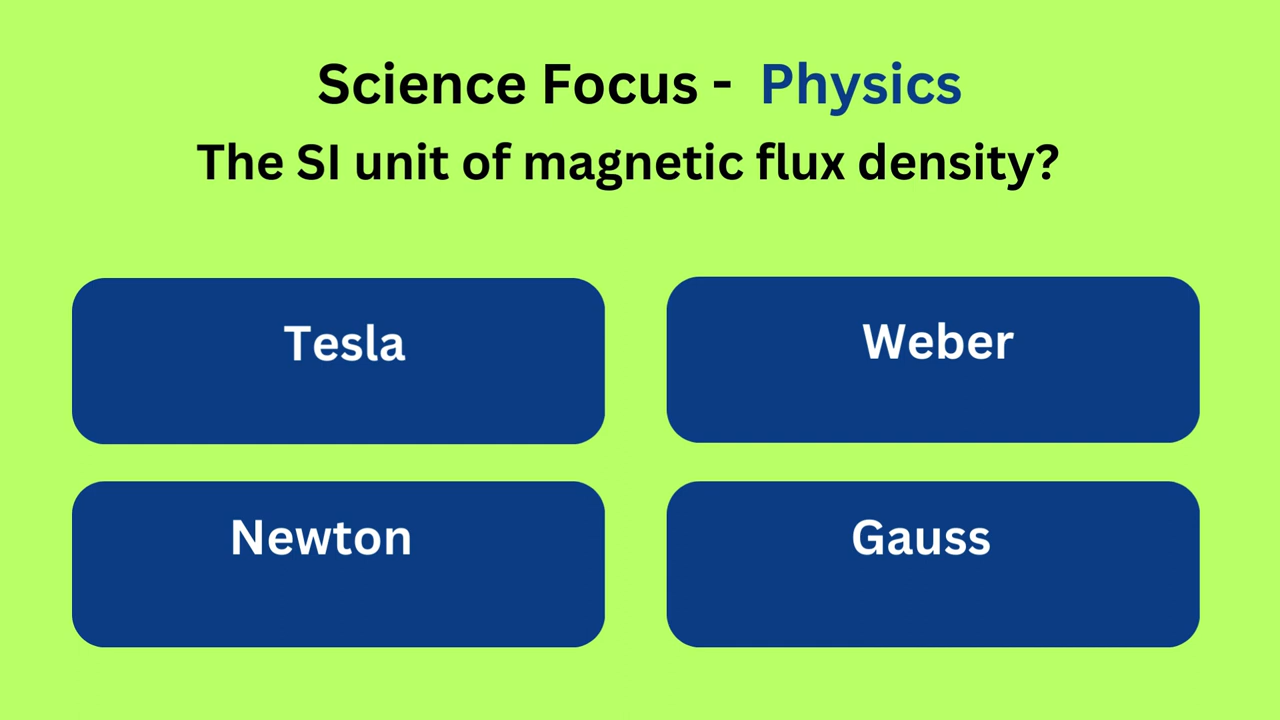 Science Focus - Physics
The SI unit of magnetic flux density?
Tesla
Weber
Newton
Gauss